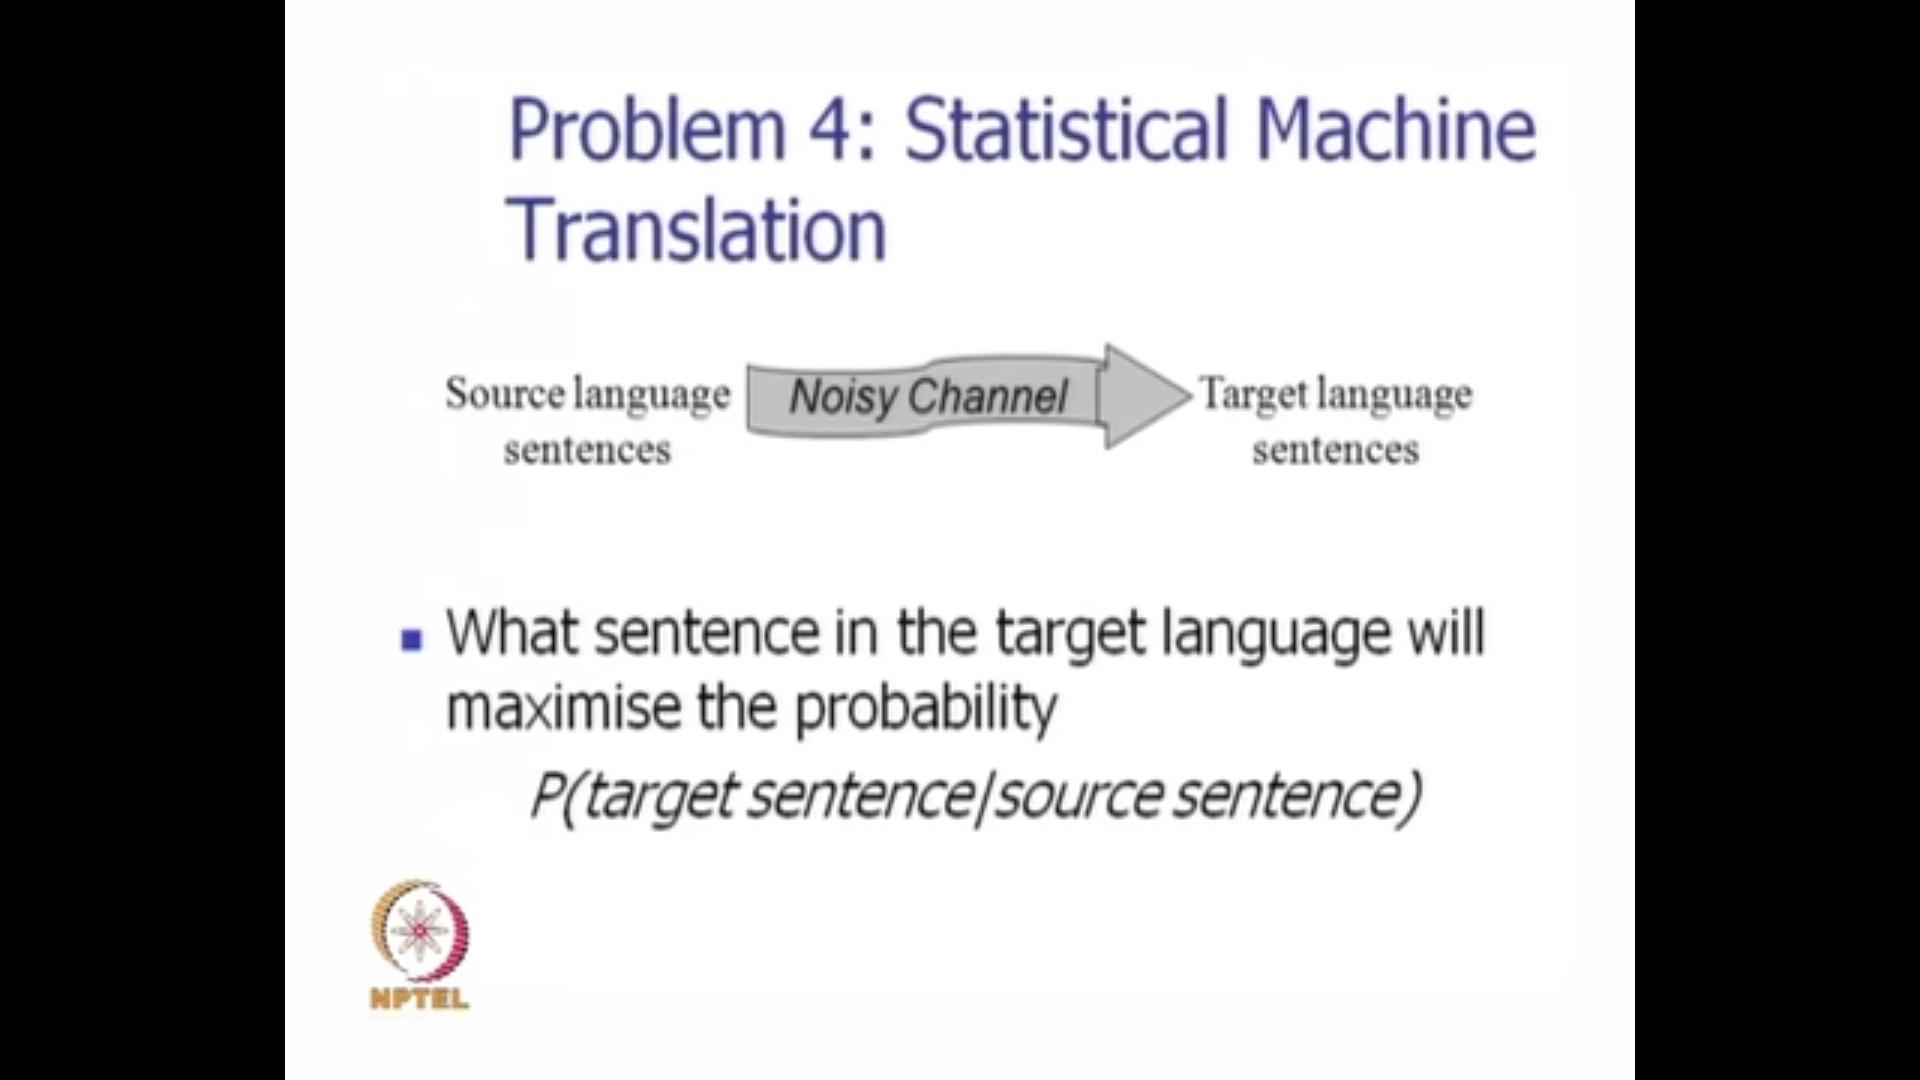 Problem 4: Statistical Machine
Translation
Source language
sentences
Noisy Channel
Target language
sentences
What sentence in the target language will
maximise the probability
P(target sentence/source sentence)
NPTEL